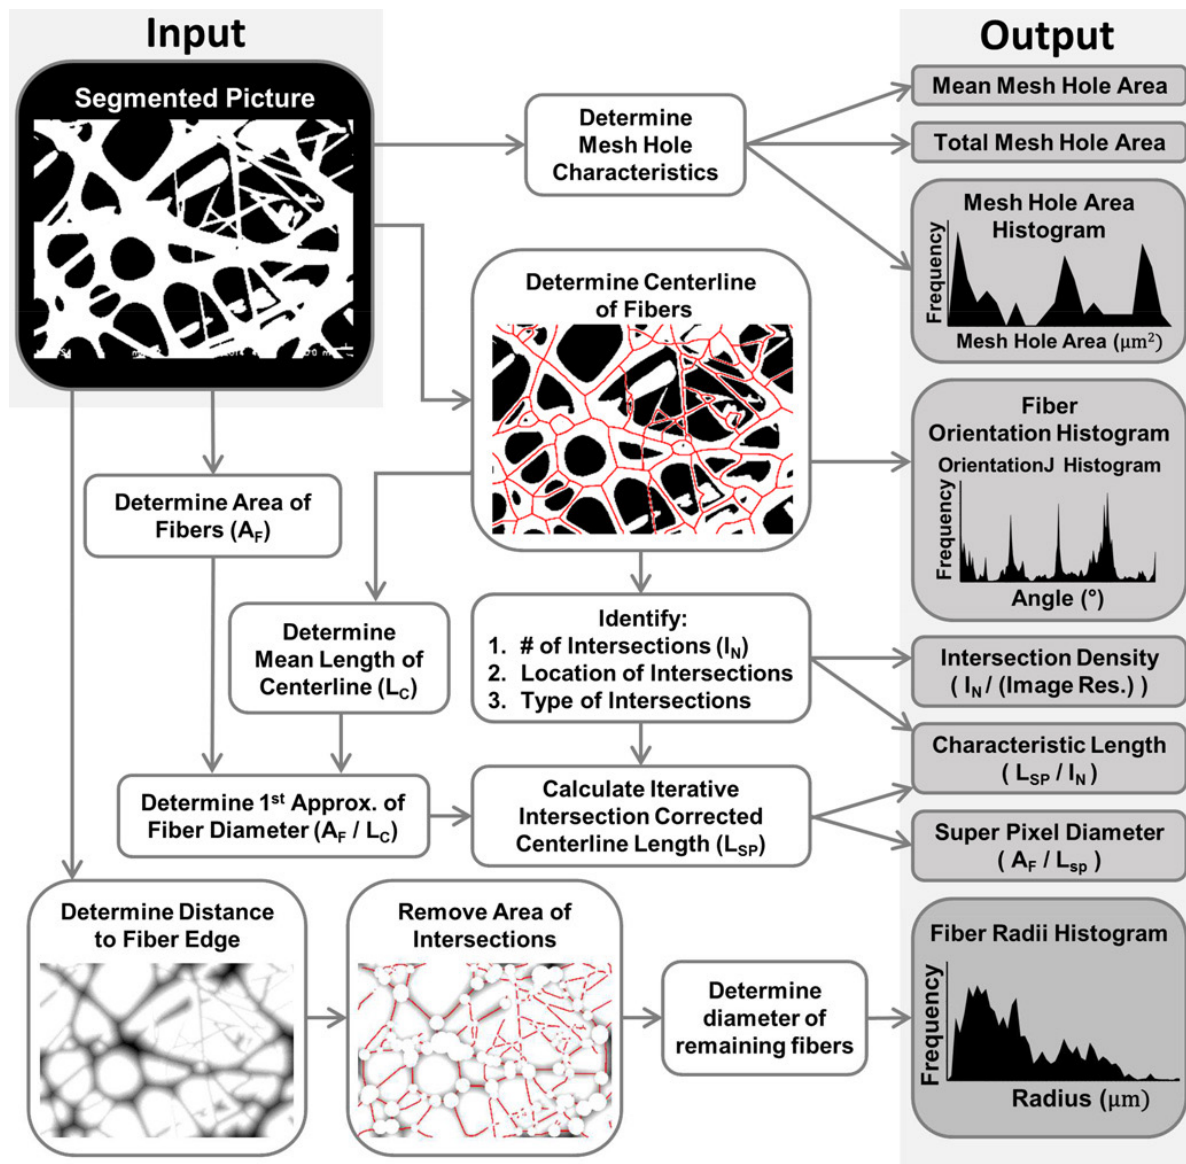 Input
Output
Segmented Picture
Determine
Mesh Hole
Characteristics
Mean Mesh Hole Area
Total Mesh Hole Area
Mesh Hole Area
Histogram
Frequency
Mesh Hole Area (μm²)
Determine Centerline
of Fibers
Fiber
Orientation Histogram
OrientationJ Histogram
Frequency
Angle (°)
Determine Area of
Fibers (A_F)
Determine
Mean Length of
Centerline (L_C)
Identify:
1. # of Intersections (I_N)
2. Location of Intersections
3. Type of Intersections
Intersection Density
( I_N / (Image Res.) )
Characteristic Length
( L_SP / I_N )
Determine 1st Approx. of
Fiber Diameter (A_F / L_C)
Calculate Iterative
Intersection Corrected
Centerline Length (L_SP)
Super Pixel Diameter
( A_F / L_sp )
Determine Distance
to Fiber Edge
Remove Area of
Intersections
Determine
diameter of
remaining fibers
Fiber Radii Histogram
Frequency
Radius (μm)